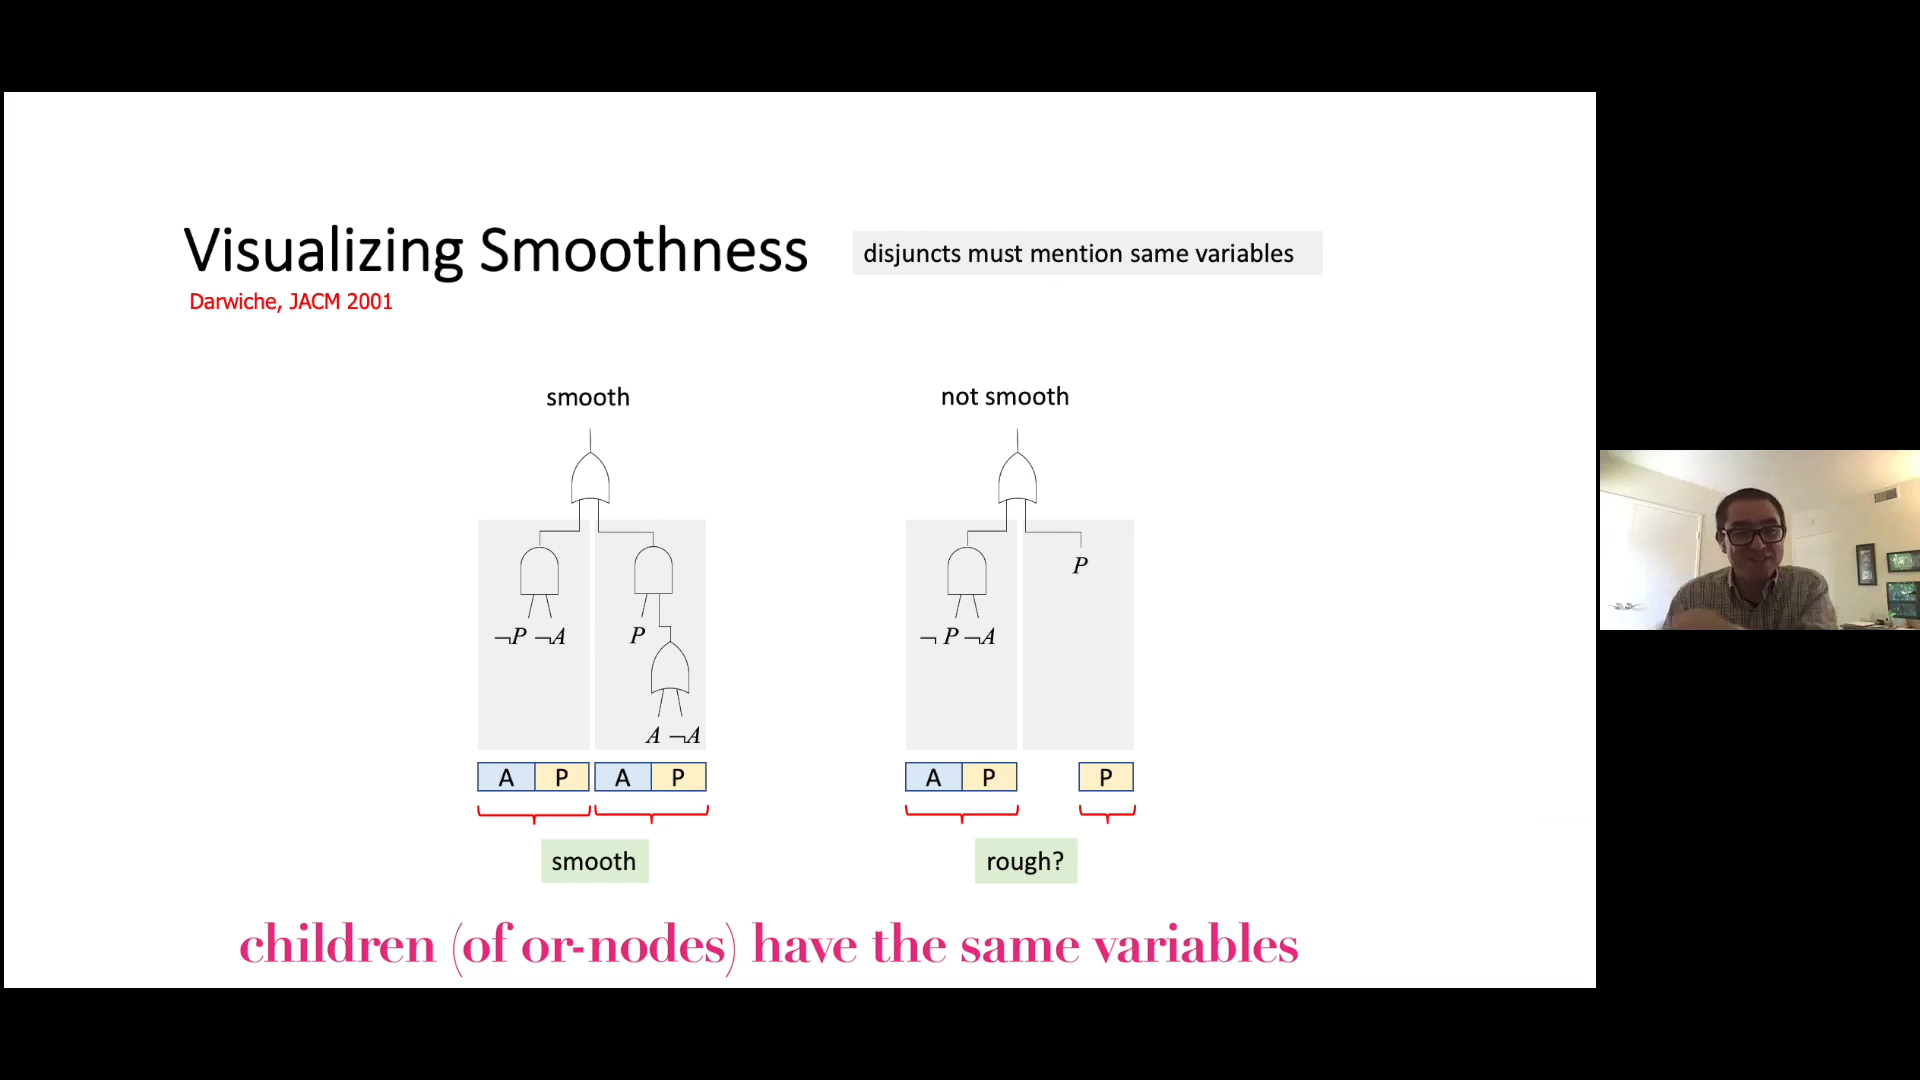 Visualizing Smoothness
disjuncts must mention same variables
Darwiche, JACM 2001
smooth
not smooth
P
¬P ¬A
P
¬ P ¬A
A ¬A
A P A P
A P
P
smooth
rough?
children (of or-nodes) have the same variables